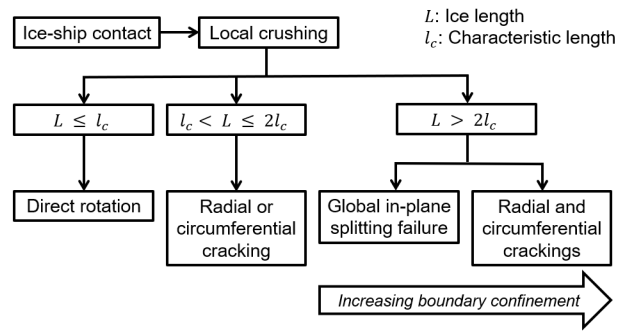 Ice-ship contact
Local crushing
L: Ice length
l_c: Characteristic length
L ≤ l_c
l_c < L ≤ 2l_c
L > 2l_c
Direct rotation
Radial or
circumferential
cracking
Global in-plane
splitting failure
Radial and
circumferential
crackings
Increasing boundary confinement